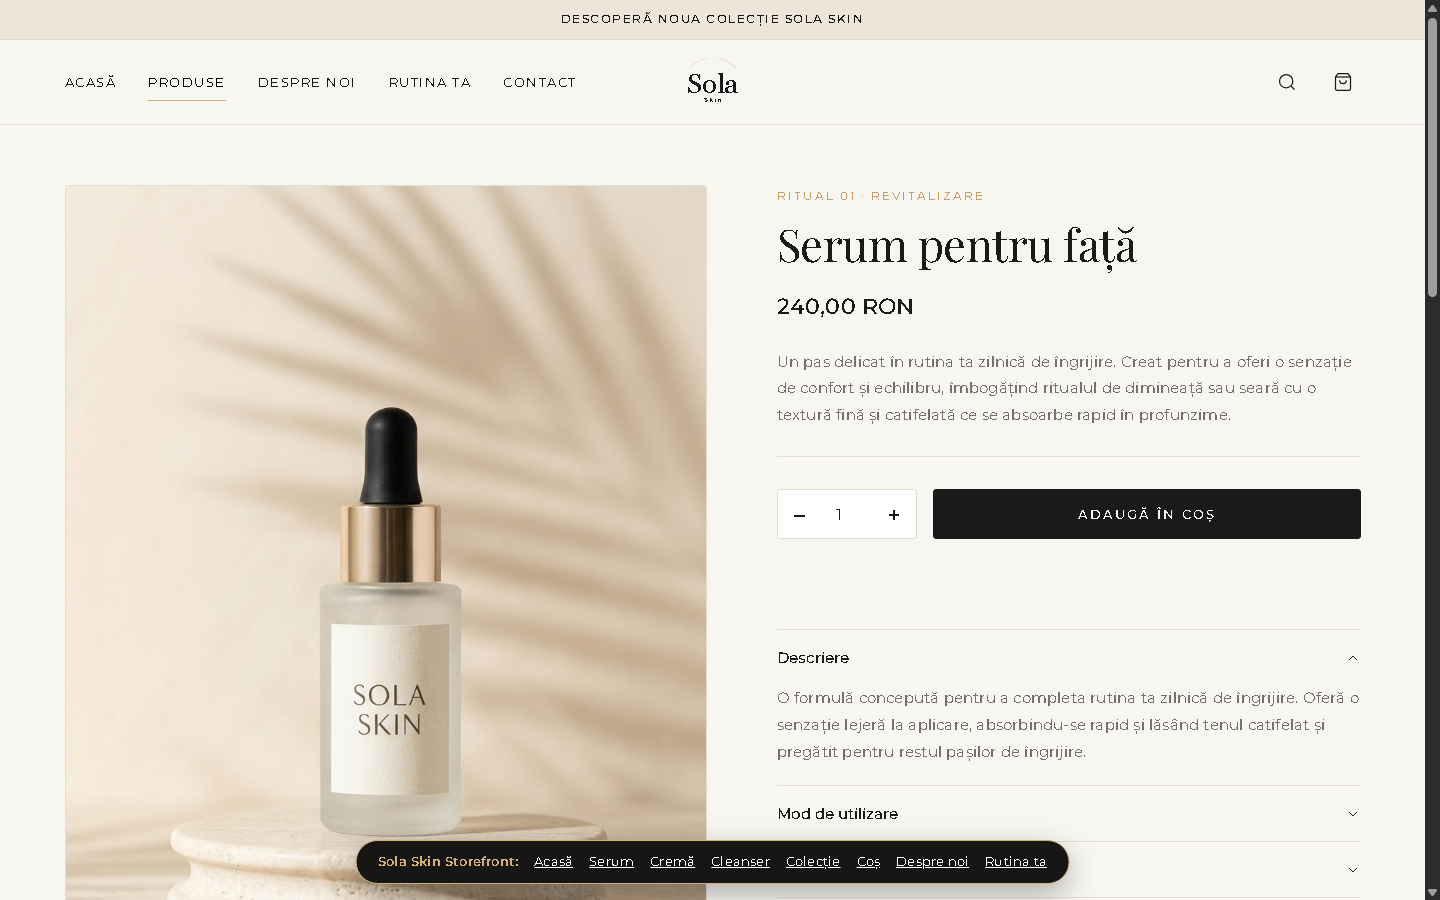 DESCOPERĂ NOUA COLECȚIE SOLA SKIN
ACASĂ PRODUSE DESPRE NOI RUTINA TA CONTACT
Sola
Skin
RITUAL 01 · REVITALIZARE
Serum pentru față
240,00 RON
Un pas delicat în rutina ta zilnică de îngrijire. Creat pentru a oferi o senzație
de confort și echilibru, îmbogățind ritualul de dimineață sau seară cu o
textură fină și catifelată ce se absoarbe rapid în profunzime.
– 1 +
ADAUGĂ ÎN COȘ
Descriere
O formulă concepută pentru a completa rutina ta zilnică de îngrijire. Oferă o
senzație lejeră la aplicare, absorbindu-se rapid și lăsând tenul catifelat și
pregătit pentru restul pașilor de îngrijire.
Mod de utilizare
SOLA
SKIN
Sola Skin Storefront: Acasă Serum Cremă Cleanser Colecție Coș Despre noi Rutina ta